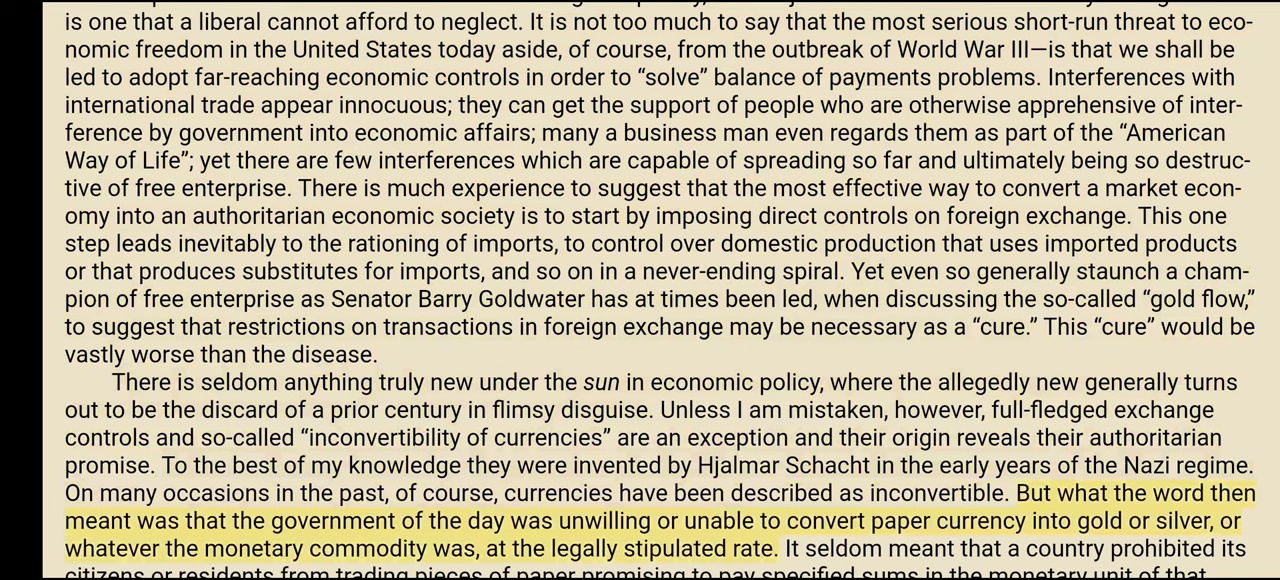 is one that a liberal cannot afford to neglect. It is not too much to say that the most serious short-run threat to eco-
nomic freedom in the United States today aside, of course, from the outbreak of World War III—is that we shall be
led to adopt far-reaching economic controls in order to “solve” balance of payments problems. Interferences with
international trade appear innocuous; they can get the support of people who are otherwise apprehensive of inter-
ference by government into economic affairs; many a business man even regards them as part of the “American
Way of Life”; yet there are few interferences which are capable of spreading so far and ultimately being so destruc-
tive of free enterprise. There is much experience to suggest that the most effective way to convert a market econ-
omy into an authoritarian economic society is to start by imposing direct controls on foreign exchange. This one
step leads inevitably to the rationing of imports, to control over domestic production that uses imported products
or that produces substitutes for imports, and so on in a never-ending spiral. Yet even so generally staunch a cham-
pion of free enterprise as Senator Barry Goldwater has at times been led, when discussing the so-called “gold flow,”
to suggest that restrictions on transactions in foreign exchange may be necessary as a “cure.” This “cure” would be
vastly worse than the disease.
There is seldom anything truly new under the sun in economic policy, where the allegedly new generally turns
out to be the discard of a prior century in flimsy disguise. Unless I am mistaken, however, full-fledged exchange
controls and so-called “inconvertibility of currencies” are an exception and their origin reveals their authoritarian
promise. To the best of my knowledge they were invented by Hjalmar Schacht in the early years of the Nazi regime.
On many occasions in the past, of course, currencies have been described as inconvertible. But what the word then
meant was that the government of the day was unwilling or unable to convert paper currency into gold or silver, or
whatever the monetary commodity was, at the legally stipulated rate. It seldom meant that a country prohibited its
citizens or residents from trading pieces of paper promising to pay specified sums in the monetary unit of that